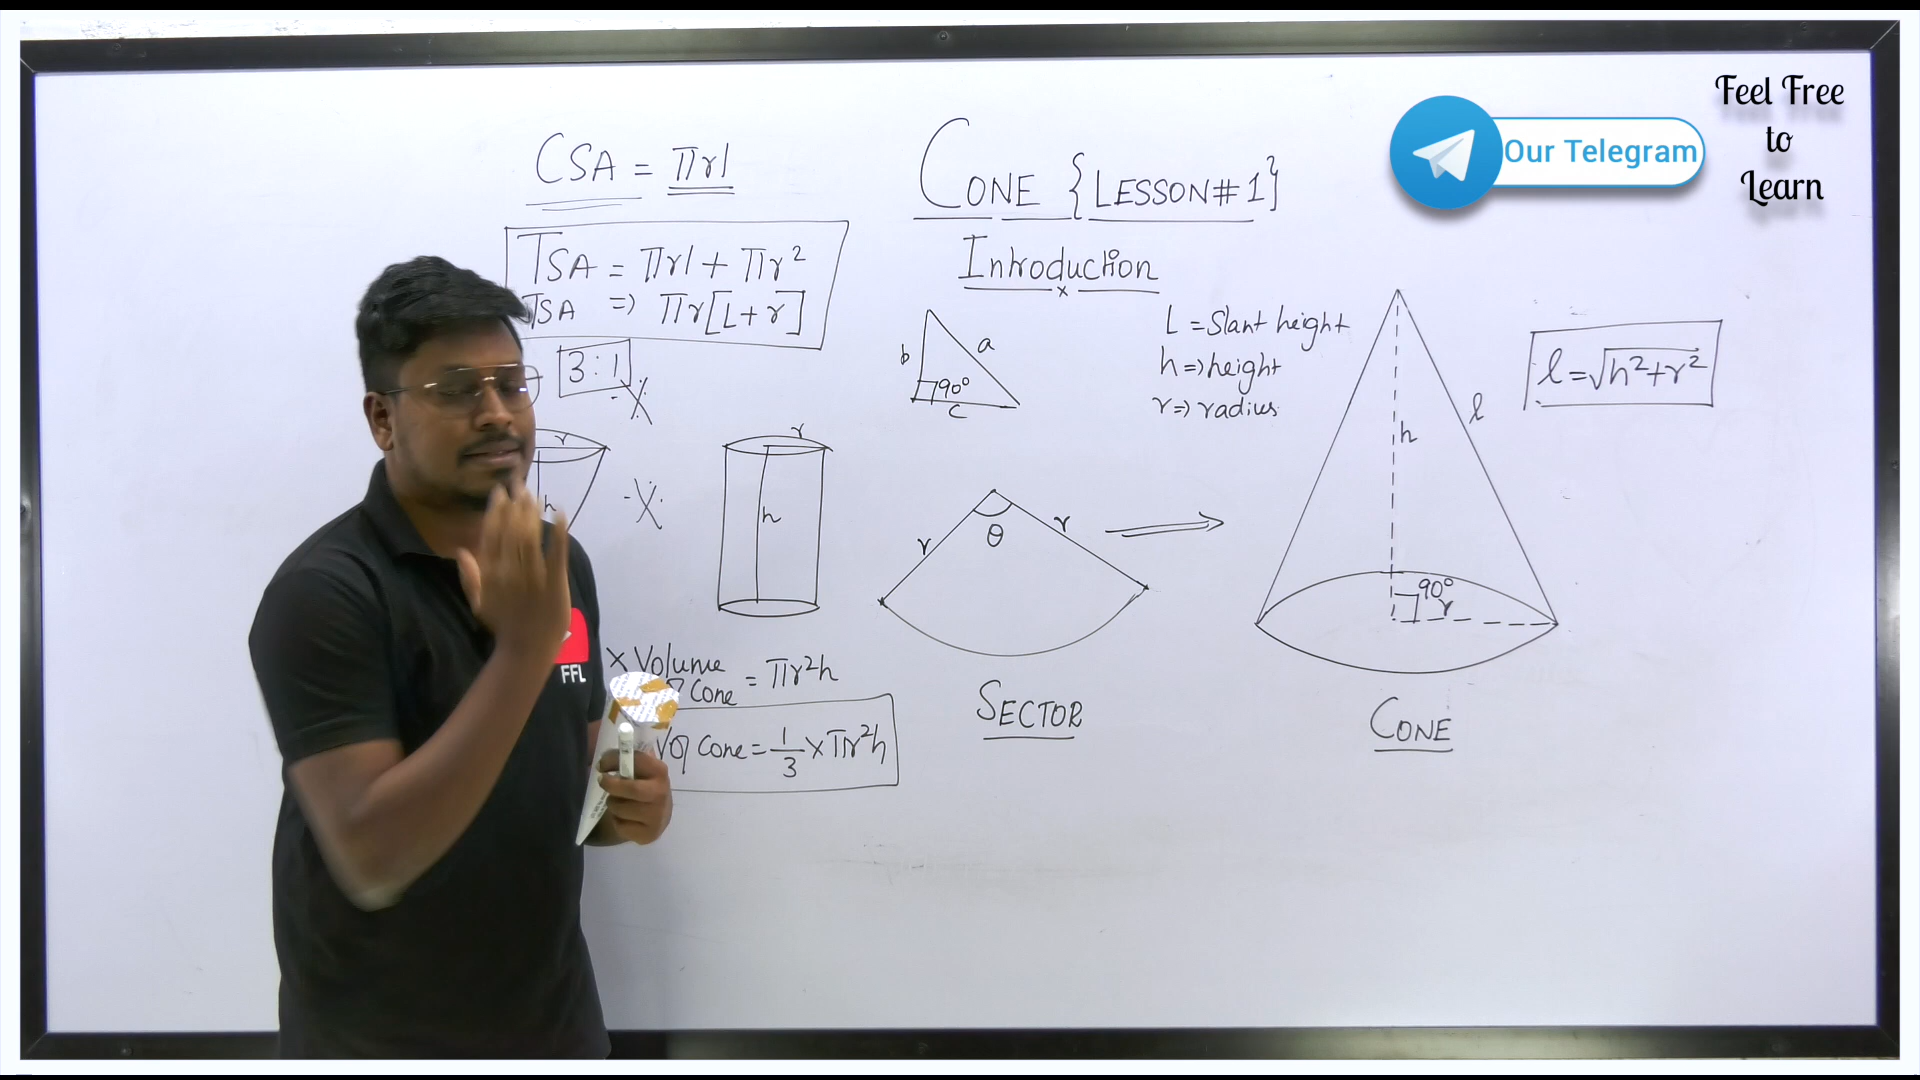 CSA = πrl
TSA = πrl + πr²
TSA => πr[L+r]
3:1
r
h
r
h
x Volume
Cone = πr²h
Cone = 1/3 x πr²h
CONE {LESSON#1}
Introduction
x
b
a
90°
c
L = Slant height
h => height
r => radius
r
θ
r
SECTOR
h
l
90°
r
CONE
l = √h²+r²
Our Telegram
Feel Free
to
Learn
FFL